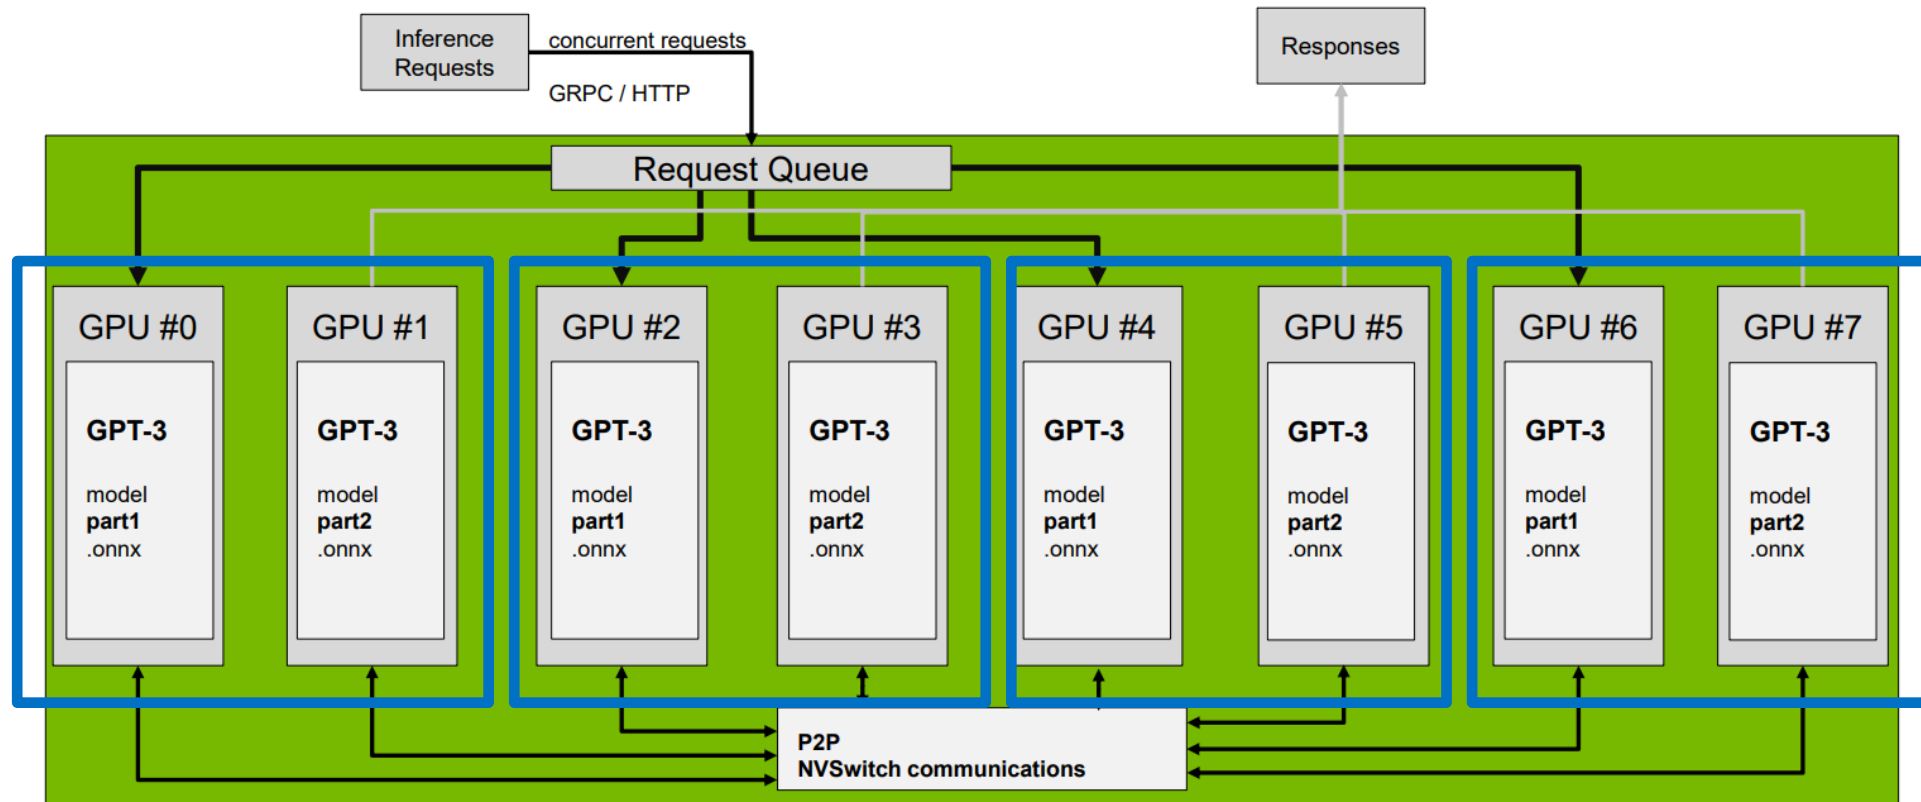 Inference
Requests
concurrent requests
GRPC / HTTP
Responses
Request Queue
GPU #0
GPT-3
model
part1
.onnx
GPU #1
GPT-3
model
part2
.onnx
GPU #2
GPT-3
model
part1
.onnx
GPU #3
GPT-3
model
part2
.onnx
GPU #4
GPT-3
model
part1
.onnx
GPU #5
GPT-3
model
part2
.onnx
GPU #6
GPT-3
model
part1
.onnx
GPU #7
GPT-3
model
part2
.onnx
P2P
NVSwitch communications